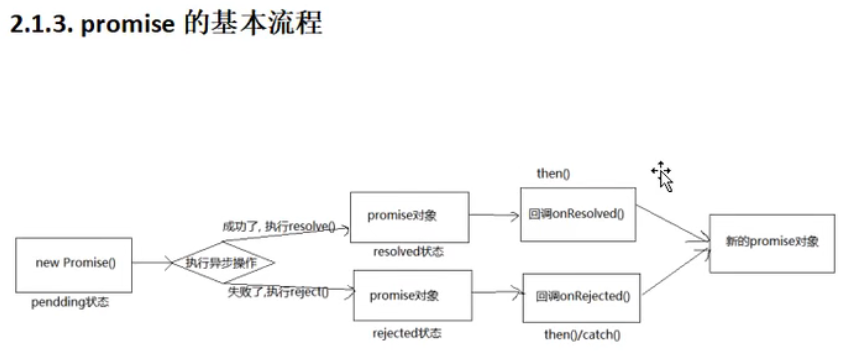 2.1.3. promise 的基本流程
then()
成功了, 执行resolve()
promise对象
回调onResolved()
resolved状态
new Promise()
执行异步操作
新的promise对象
pendding状态
失败了,执行reject()
promise对象
回调onRejected()
rejected状态
then()/catch()